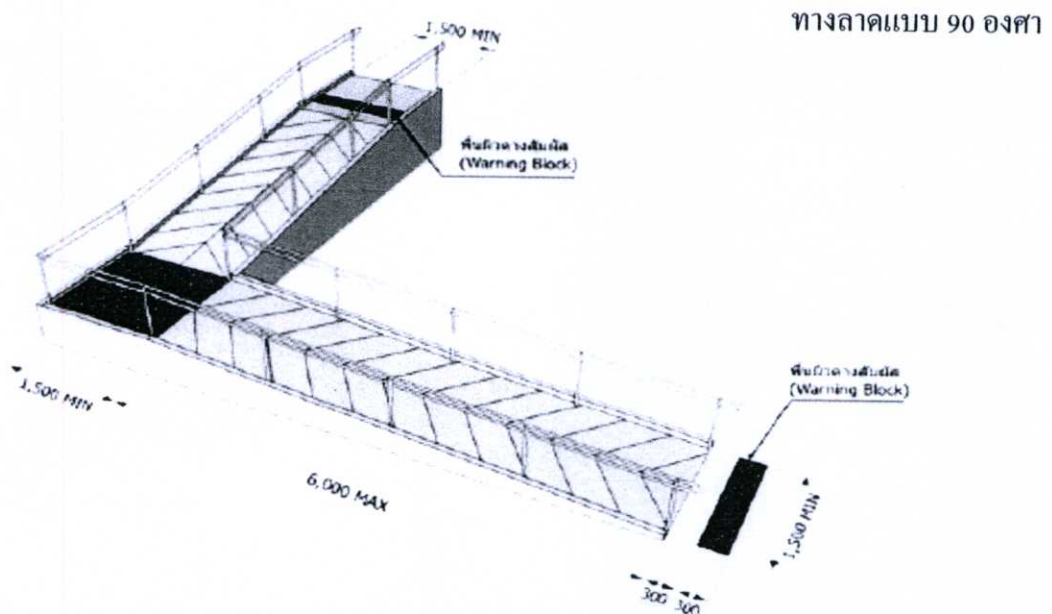 ทางลาดแบบ 90 องศา
1,500 MIN
พื้นผิวต่างสัมผัส
(Warning Block)
1,500 MIN
6,000 MAX
พื้นผิวต่างสัมผัส
(Warning Block)
1,500 MIN
300 300